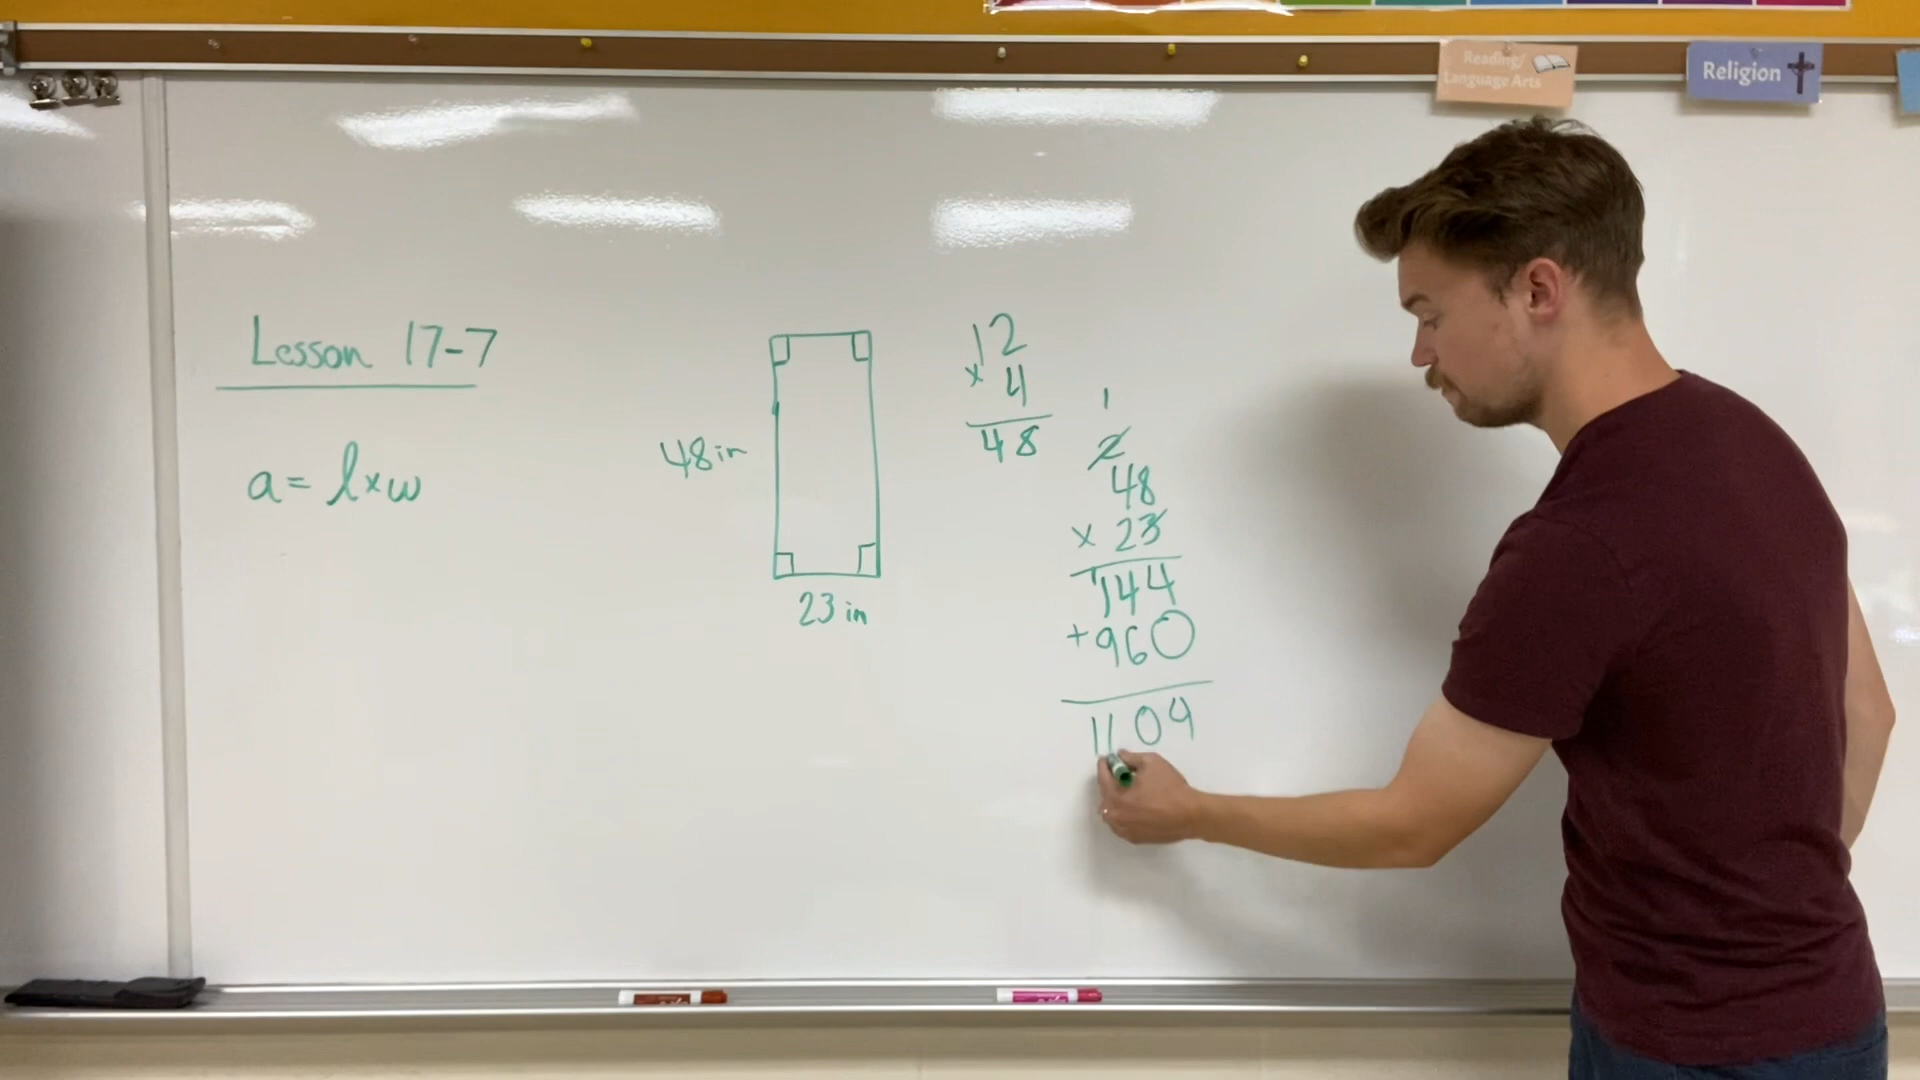 Reading/
Language Arts
Religion
Lesson 17-7
a = l x w
48 in
23 in
12
x 4
48
1
2
48
x 23
1
144
+960
1104